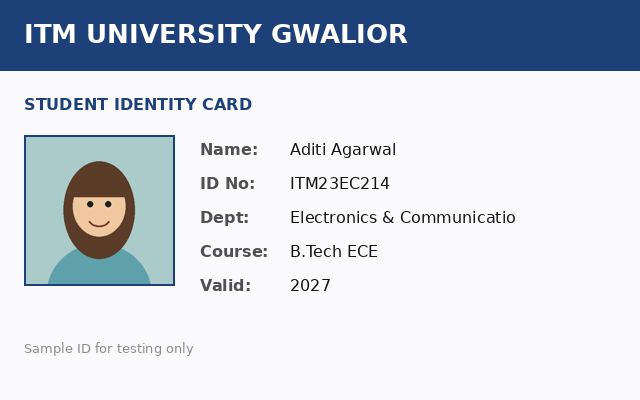 ITM UNIVERSITY GWALIOR
STUDENT IDENTITY CARD
Name: Aditi Agarwal
ID No: ITM23EC214
Dept: Electronics & Communicatio
Course: B.Tech ECE
Valid: 2027
Sample ID for testing only